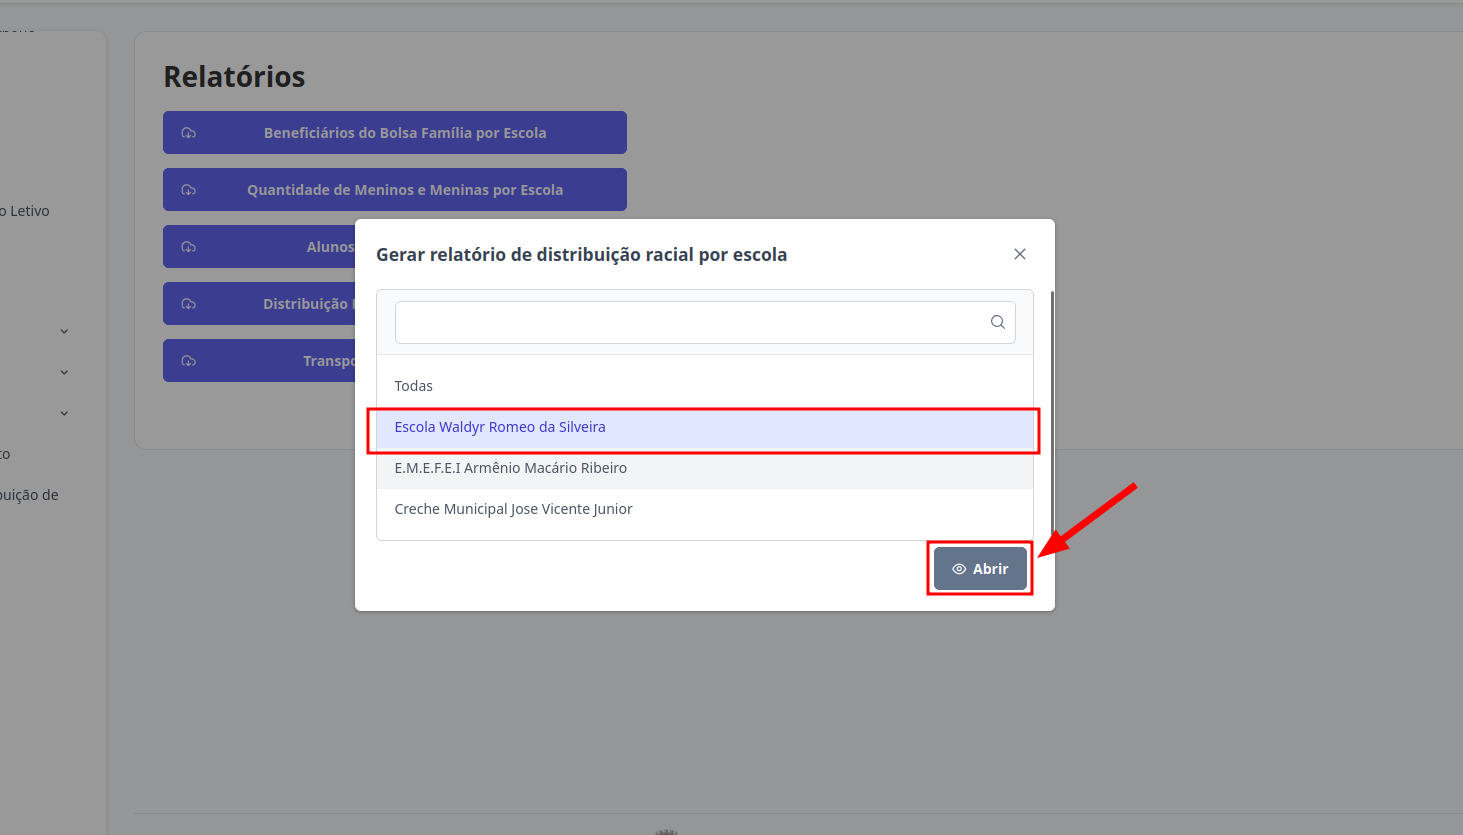 Relatórios
Beneficiários do Bolsa Família por Escola
Quantidade de Meninos e Meninas por Escola
o Letivo
Alunos
Gerar relatório de distribuição racial por escola
Distribuição
Transpo
Todas
Escola Waldyr Romeo da Silveira
E.M.E.F.E.I Armênio Macário Ribeiro
to
buição de
Creche Municipal Jose Vicente Junior
Abrir